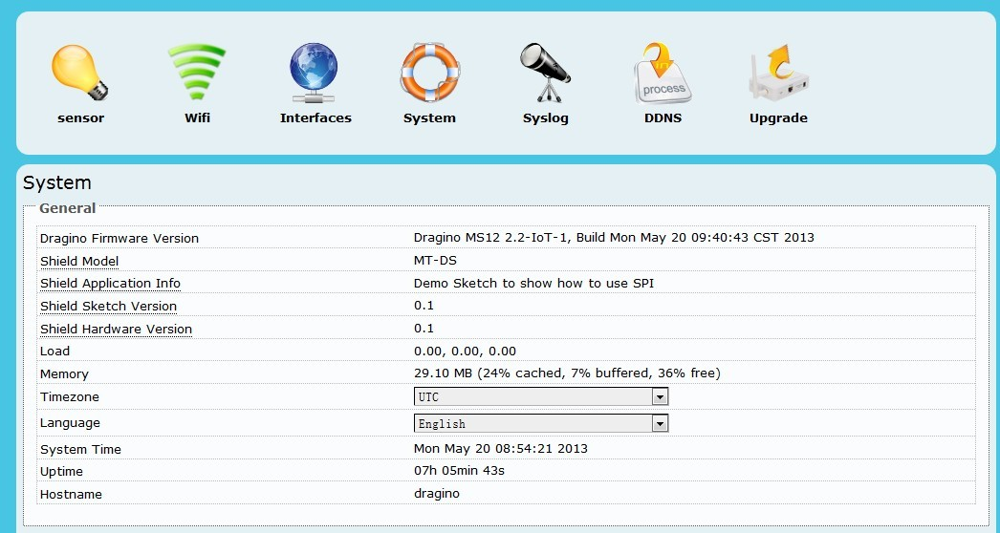 sensor Wifi Interfaces System Syslog DDNS Upgrade
in
process
System
General
Dragino Firmware Version Dragino MS12 2.2-IoT-1, Build Mon May 20 09:40:43 CST 2013
Shield Model MT-DS
Shield Application Info Demo Sketch to show how to use SPI
Shield Sketch Version 0.1
Shield Hardware Version 0.1
Load 0.00, 0.00, 0.00
Memory 29.10 MB (24% cached, 7% buffered, 36% free)
Timezone UTC
Language English
System Time Mon May 20 08:54:21 2013
Uptime 07h 05min 43s
Hostname dragino